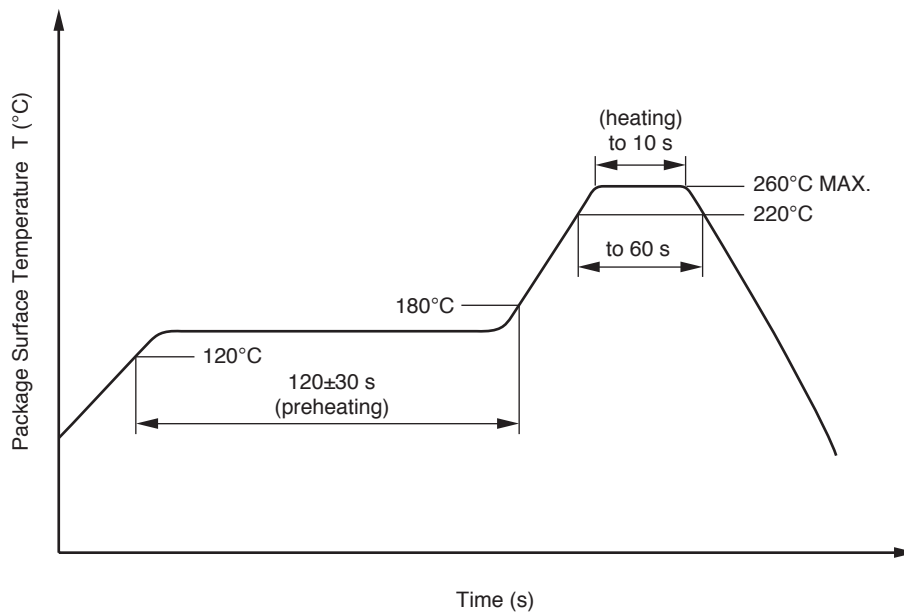 Package Surface Temperature T (°C)
(heating)
to 10 s
260°C MAX.
220°C
to 60 s
180°C
120°C
120±30 s
(preheating)
Time (s)